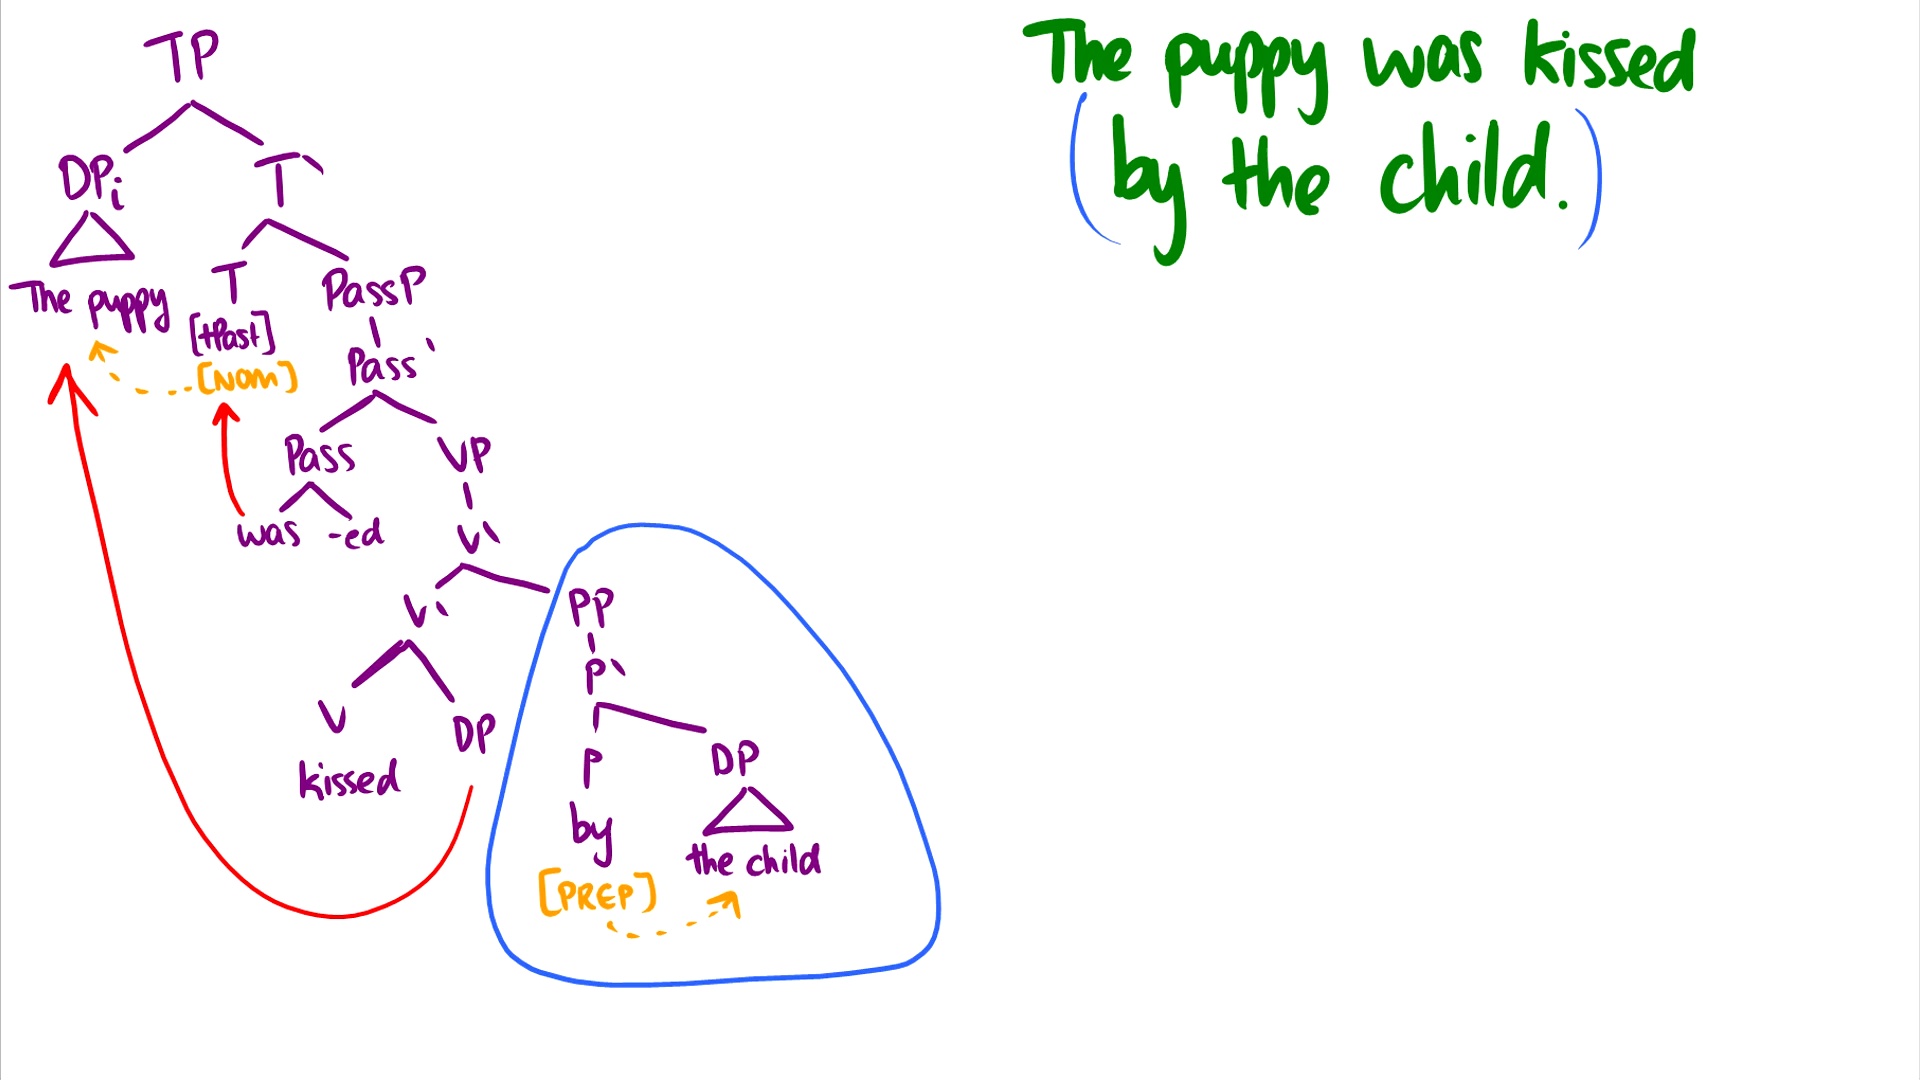 The puppy was kissed
(by the child.)
TP
DPi T'
The puppy
T PassP
[+Past]
[NOM]
Pass'
Pass VP
was -ed
V'
V' PP
P'
V DP
kissed
P DP
by the child
[PREP]